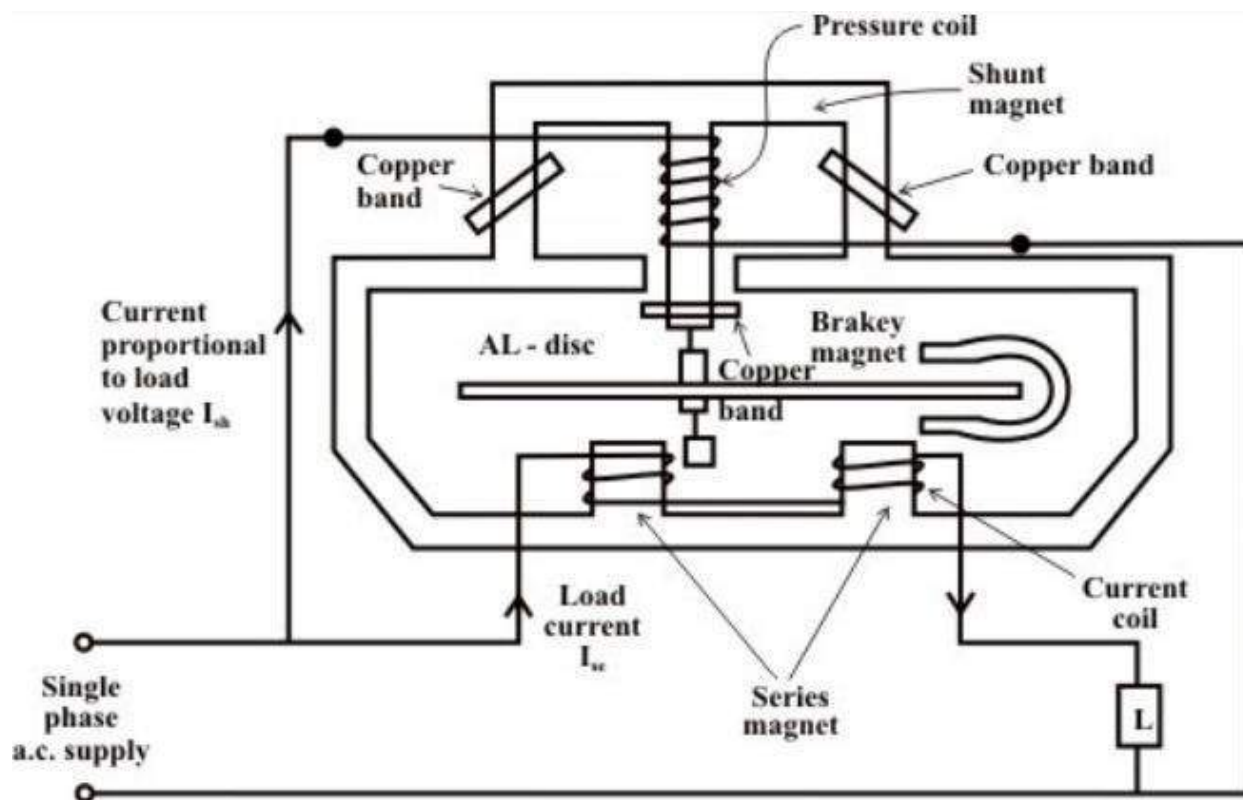 Pressure coil
Shunt
magnet
Copper
band
Copper band
Current
proportional
to load
voltage Ish
AL - disc
Brakey
magnet
Copper
band
Load
current
Ise
Current
coil
Series
magnet
Single
phase
a.c. supply
L